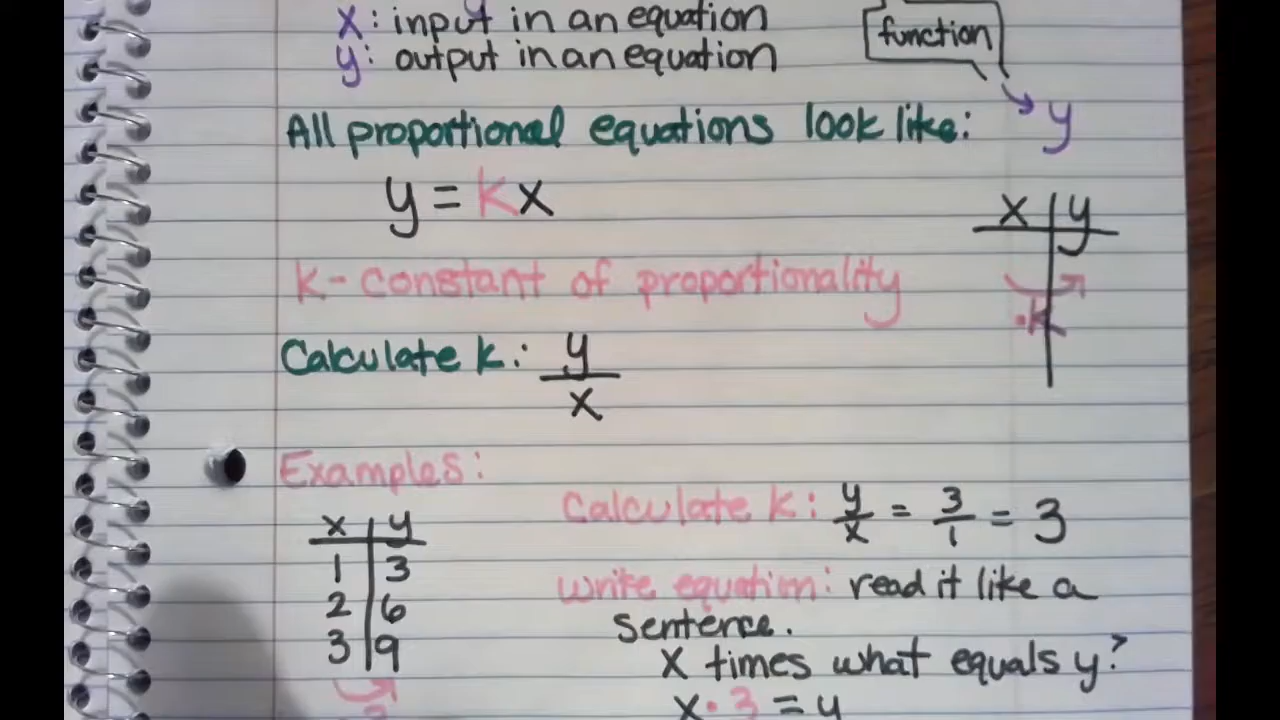 x: input in an equation
y: output in an equation
function
y
All proportional equations look like:
y = kx
x y
k - constant of proportionality
·k
Calculate k: y/x
Examples:
x y
1 3
2 6
3 9
Calculate k: y/x = 3/1 = 3
write equation: read it like a
sentence.
x times what equals y?
x · 3 = y